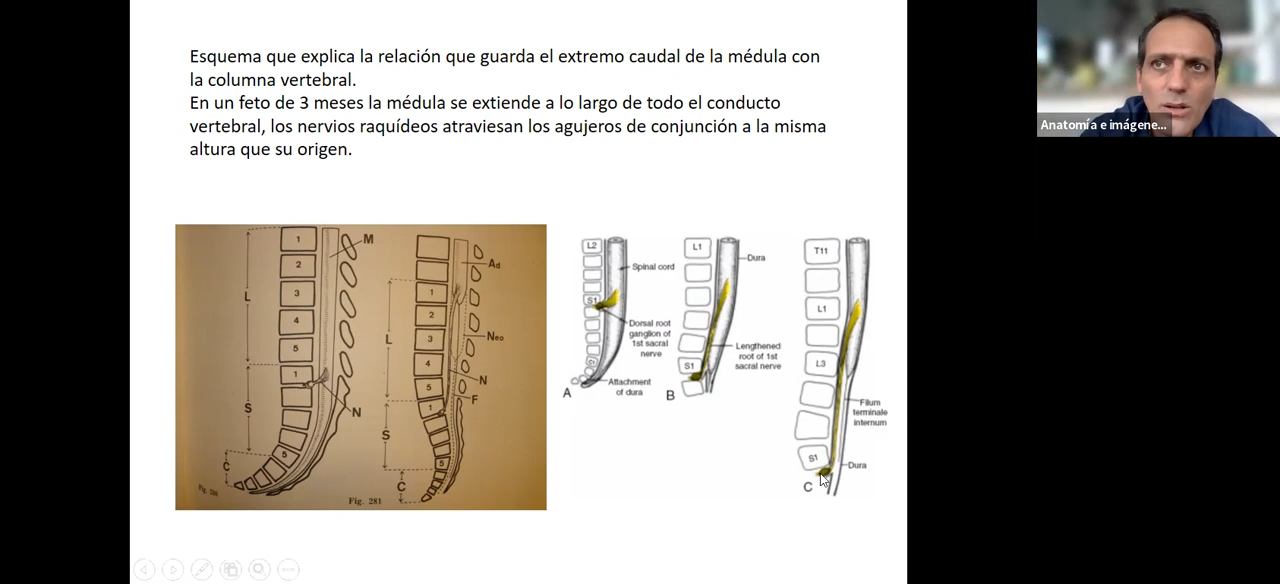 Esquema que explica la relación que guarda el extremo caudal de la médula con
la columna vertebral.
En un feto de 3 meses la médula se extiende a lo largo de todo el conducto
vertebral, los nervios raquídeos atraviesan los agujeros de conjunción a la misma
altura que su origen.
Anatomía e imágene...
1
2
3
4
5
1
5
L
S
C
M
N
1
2
3
4
5
1
5
L
S
C
Ad
Neo
N
F
Fig. 281
L2
S1
Spinal cord
Dorsal root
ganglion of
1st sacral
nerve
Attachment
of dura
A
L1
S1
Dura
Lengthened
root of 1st
sacral nerve
B
T11
L1
L3
S1
Filum
terminale
internum
Dura
C